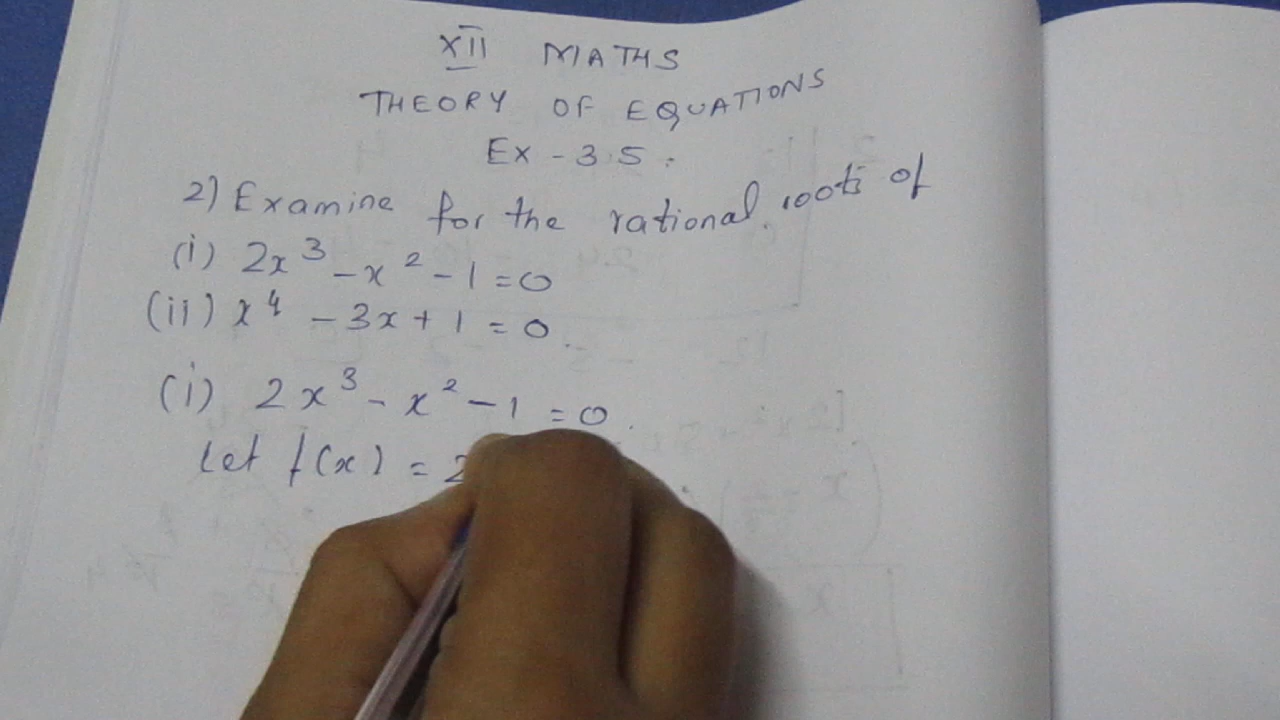 XII MATHS
THEORY OF EQUATIONS
Ex - 3.5.
2) Examine for the rational roots of
(i) 2x³ - x² - 1 = 0
(ii) x⁴ - 3x + 1 = 0.
(i) 2x³ - x² - 1 = 0.
Let f(x) = 2